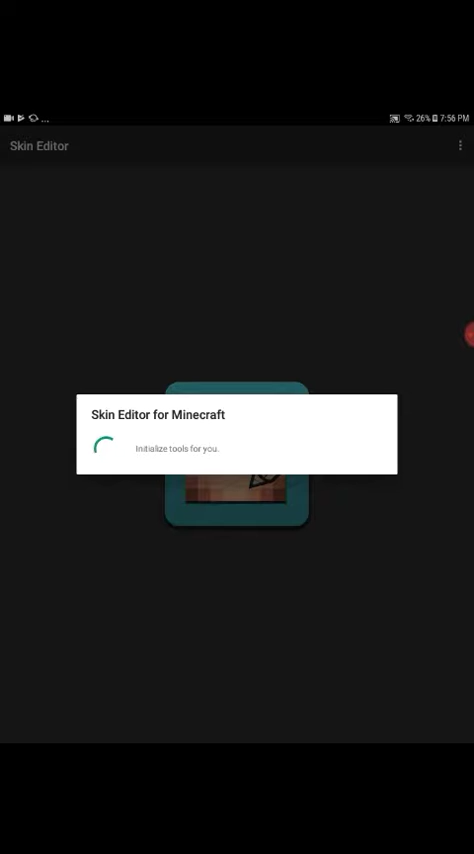 ... 26% 7:56 PM
Skin Editor
Skin Editor for Minecraft
Initialize tools for you.